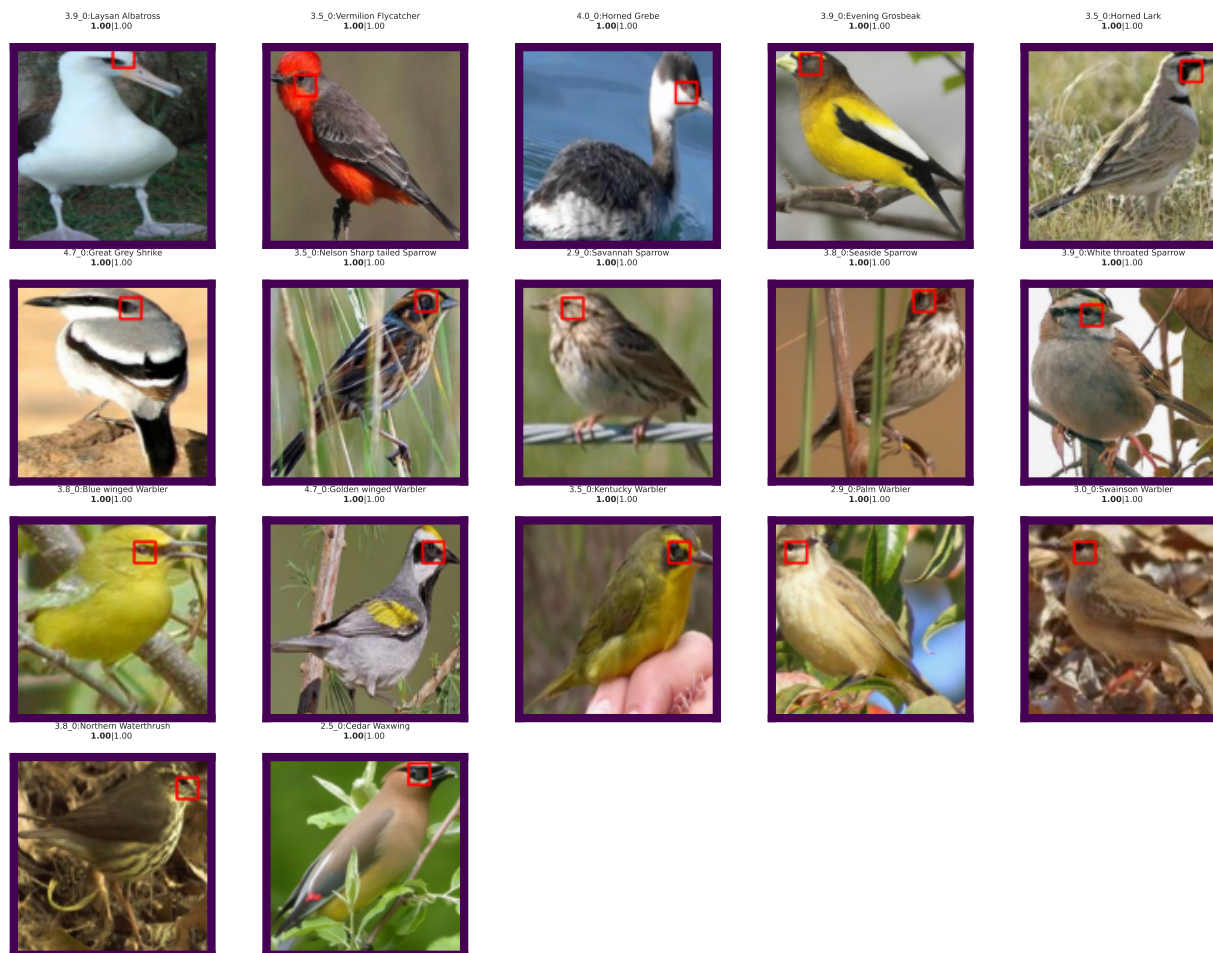 3.9_0:Laysan Albatross
1.00|1.00
3.5_0:Vermilion Flycatcher
1.00|1.00
4.0_0:Horned Grebe
1.00|1.00
3.9_0:Evening Grosbeak
1.00|1.00
3.5_0:Horned Lark
1.00|1.00
4.7_0:Great Grey Shrike
1.00|1.00
3.5_0:Nelson Sharp tailed Sparrow
1.00|1.00
2.9_0:Savannah Sparrow
1.00|1.00
3.8_0:Seaside Sparrow
1.00|1.00
3.9_0:White throated Sparrow
1.00|1.00
3.8_0:Blue winged Warbler
1.00|1.00
4.7_0:Golden winged Warbler
1.00|1.00
3.5_0:Kentucky Warbler
1.00|1.00
2.9_0:Palm Warbler
1.00|1.00
3.0_0:Swainson Warbler
1.00|1.00
3.8_0:Northern Waterthrush
1.00|1.00
2.5_0:Cedar Waxwing
1.00|1.00